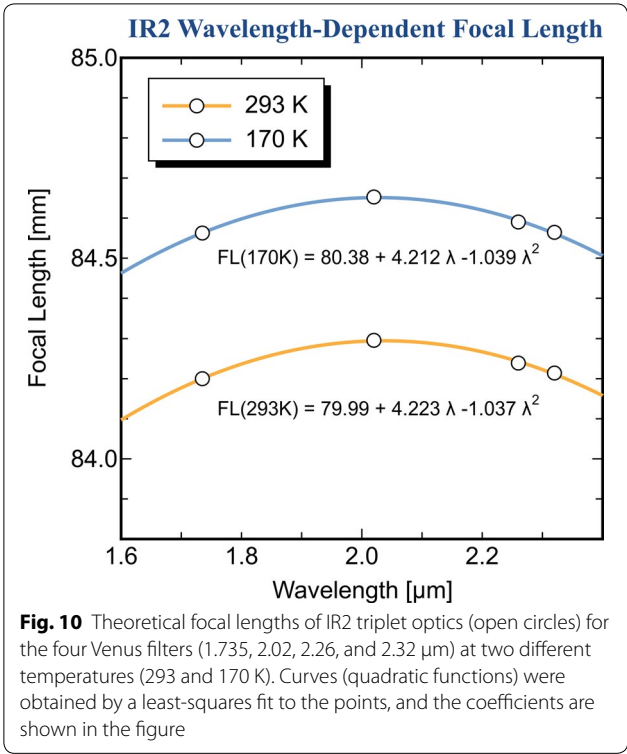 IR2 Wavelength-Dependent Focal Length
85.0
293 K
170 K
84.5
FL(170K) = 80.38 + 4.212 λ -1.039 λ²
Focal Length [mm]
FL(293K) = 79.99 + 4.223 λ -1.037 λ²
84.0
1.6 1.8 2.0 2.2
Wavelength [μm]
Fig. 10 Theoretical focal lengths of IR2 triplet optics (open circles) for
the four Venus filters (1.735, 2.02, 2.26, and 2.32 μm) at two different
temperatures (293 and 170 K). Curves (quadratic functions) were
obtained by a least-squares fit to the points, and the coefficients are
shown in the figure